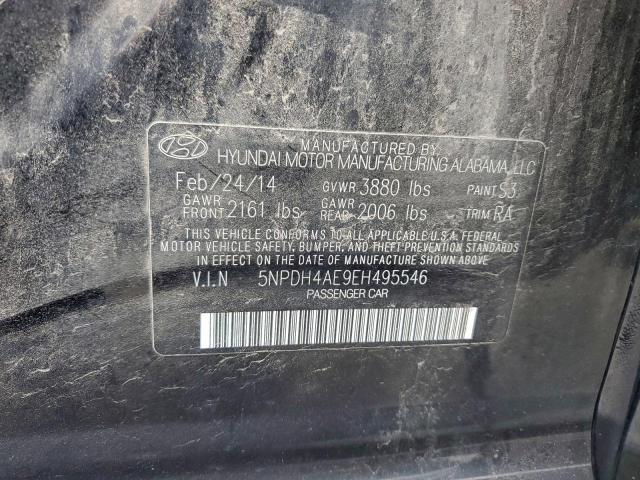 MANUFACTURED BY
HYUNDAI MOTOR MANUFACTURING ALABAMA, LLC
Feb/24/14 GVWR 3880 lbs PAINT S3
GAWR FRONT 2161 lbs GAWR REAR 2006 lbs TRIM RA
THIS VEHICLE CONFORMS TO ALL APPLICABLE U.S.A. FEDERAL
MOTOR VEHICLE SAFETY, BUMPER, AND THEFT PREVENTION STANDARDS
IN EFFECT ON THE DATE OF MANUFACTURE SHOWN ABOVE.
V.I.N 5NPDH4AE9EH495546
PASSENGER CAR